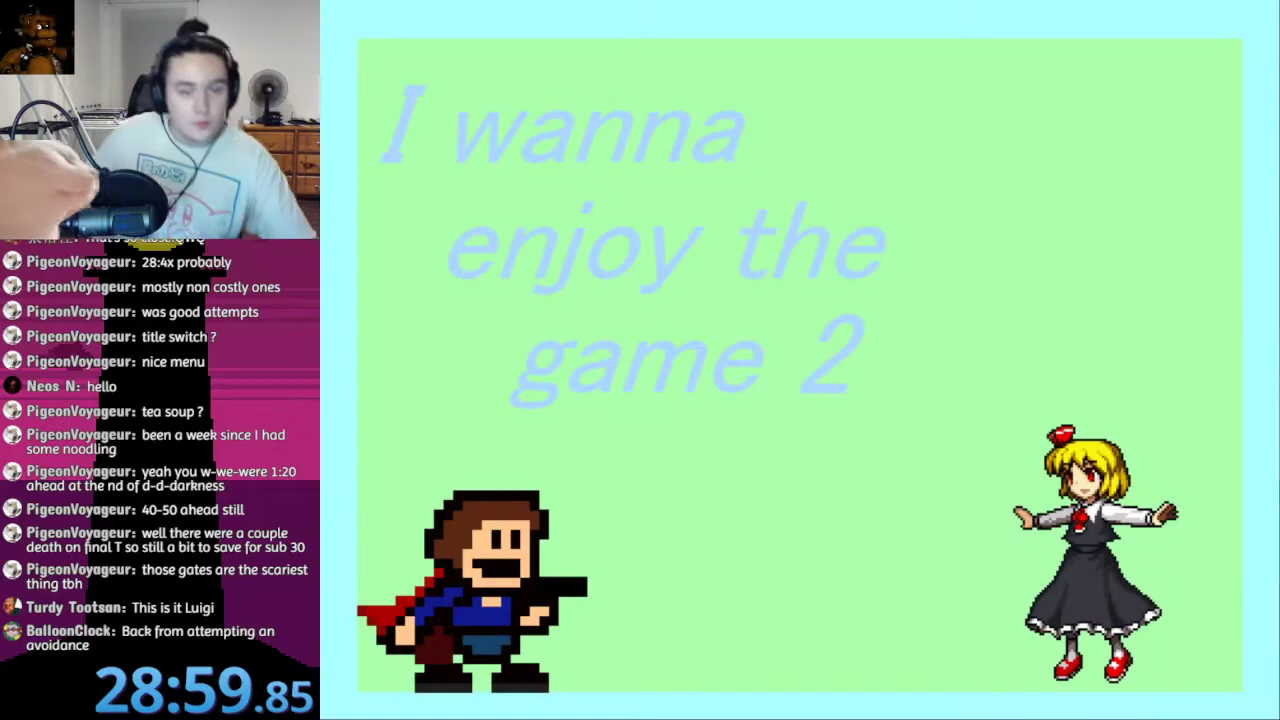 I wanna
enjoy the
game 2
PigeonVoyageur: 28:4x probably
PigeonVoyageur: mostly non costly ones
PigeonVoyageur: was good attempts
PigeonVoyageur: title switch ?
PigeonVoyageur: nice menu
Neos N: hello
PigeonVoyageur: tea soup ?
PigeonVoyageur: been a week since I had
some noodling
PigeonVoyageur: yeah you w-we-were 1:20
ahead at the nd of d-d-darkness
PigeonVoyageur: 40-50 ahead still
PigeonVoyageur: well there were a couple
death on final T so still a bit to save for sub 30
PigeonVoyageur: those gates are the scariest
thing tbh
Turdy Tootsan: This is it Luigi
BalloonClock: Back from attempting an
avoidance
28:59.85